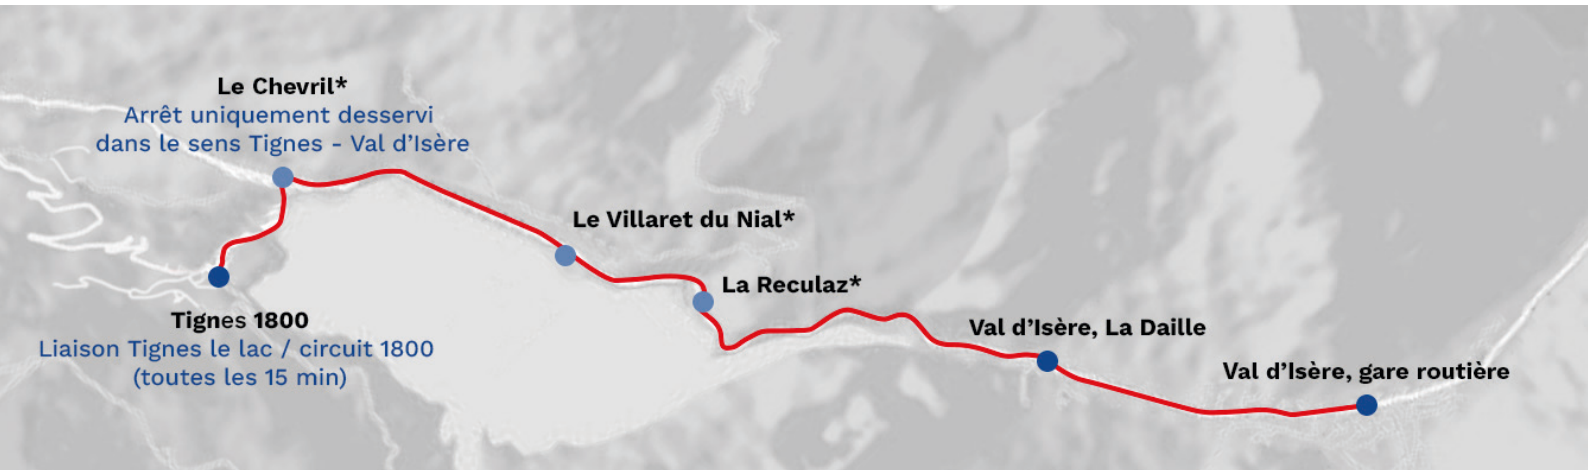 Le Chevril*
Arrêt uniquement desservi
dans le sens Tignes - Val d'Isère
Le Villaret du Nial*
La Reculaz*
Tignes 1800
Liaison Tignes le lac / circuit 1800
(toutes les 15 min)
Val d'Isère, La Daille
Val d'Isère, gare routière